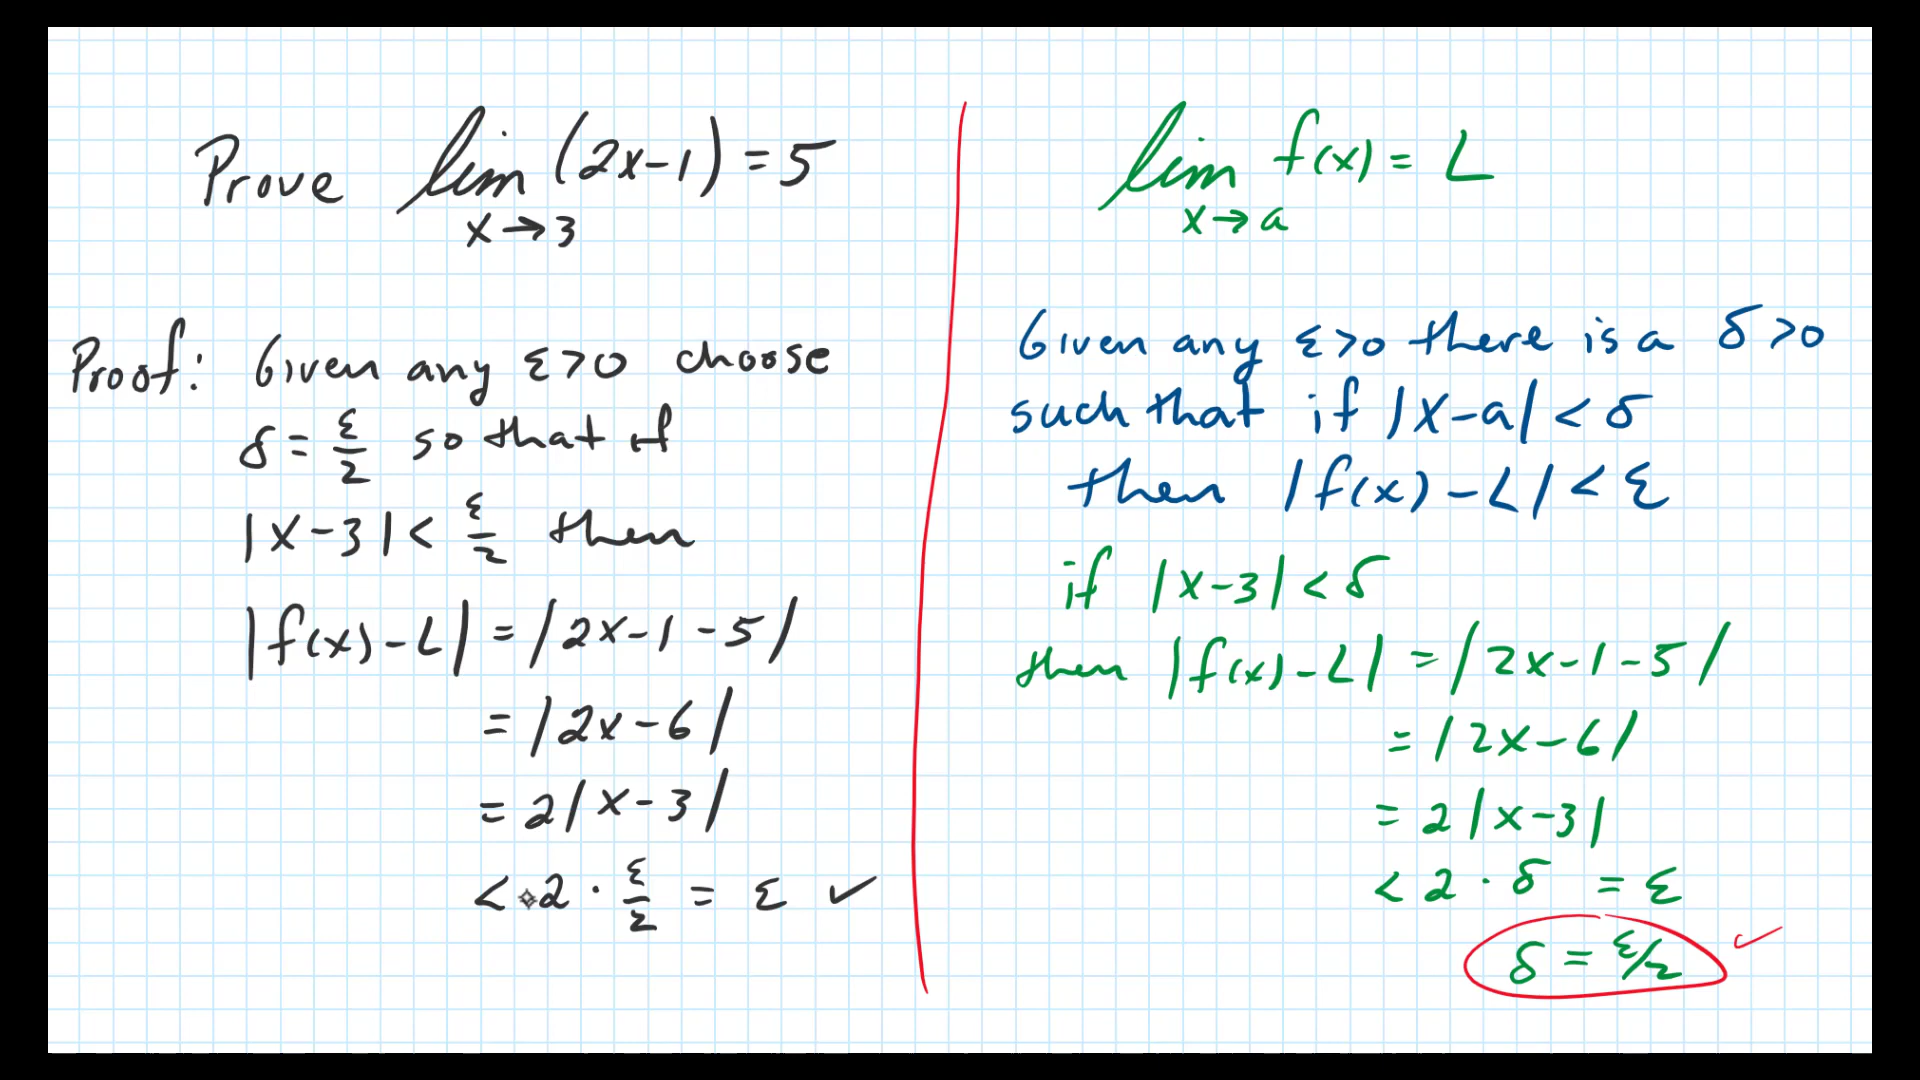 Prove lim (2x-1) = 5
x → 3
Proof: Given any ε>0 choose
δ = ε/2 so that if
|x-3| < ε/2 then
|f(x)-L| = |2x-1-5|
= |2x-6|
= 2|x-3|
< 2 · ε/2 = ε ✓
lim f(x) = L
x → a
Given any ε>0 there is a δ>0
such that if |x-a| < δ
then |f(x)-L| < ε
if |x-3| < δ
then |f(x)-L| = |2x-1-5|
= |2x-6|
= 2|x-3|
< 2 · δ = ε
δ = ε/2 ✓